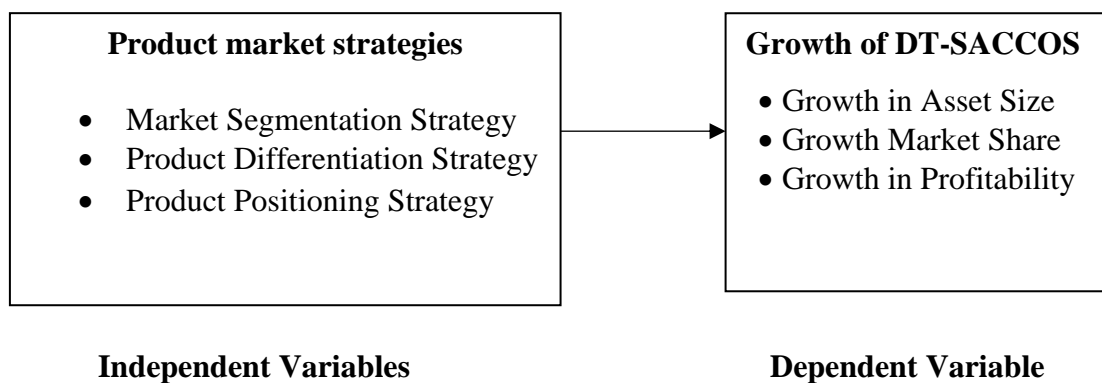 Product market strategies
• Market Segmentation Strategy
• Product Differentiation Strategy
• Product Positioning Strategy
Growth of DT-SACCOS
• Growth in Asset Size
• Growth Market Share
• Growth in Profitability
Independent Variables
Dependent Variable